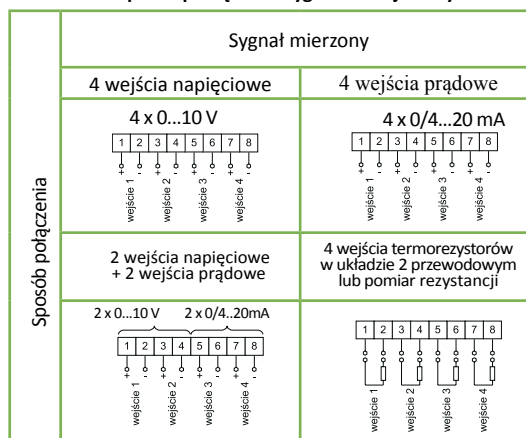 Sygnał mierzony
Sposób połączenia
4 wejścia napięciowe
4 wejścia prądowe
4 x 0...10 V
1 2 3 4 5 6 7 8
+ - + - + - + -
wejście 1
wejście 2
wejście 3
wejście 4
4 x 0/4...20 mA
1 2 3 4 5 6 7 8
+ - + - + - + -
wejście 1
wejście 2
wejście 3
wejście 4
2 wejścia napięciowe
+ 2 wejścia prądowe
4 wejścia termorezystorów
w układzie 2 przewodowym
lub pomiar rezystancji
2 x 0...10 V 2 x 0/4..20mA
1 2 3 4 5 6 7 8
+ - + - + - + -
wejście 1
wejście 2
wejście 3
wejście 4
1 2 3 4 5 6 7 8
wejście 1
wejście 2
wejście 3
wejście 4